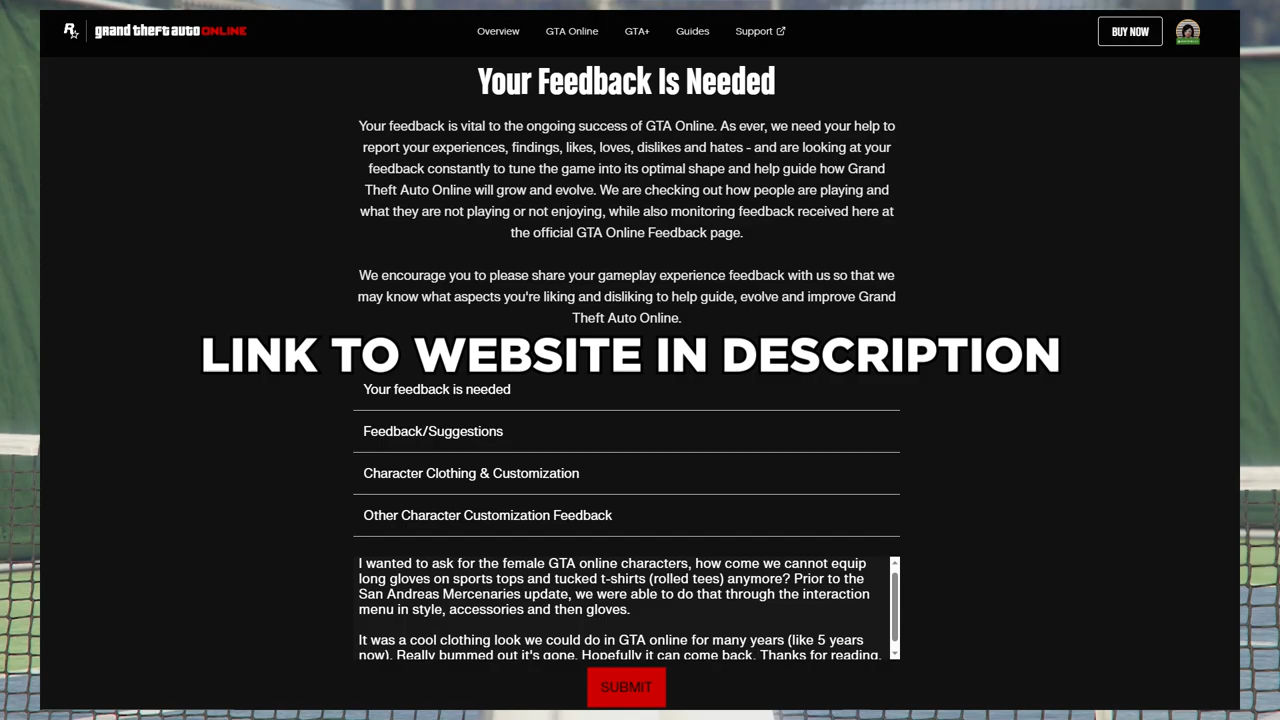 grand theft auto ONLINE
Overview
GTA Online
GTA+
Guides
Support
BUY NOW
Your Feedback Is Needed
Your feedback is vital to the ongoing success of GTA Online. As ever, we need your help to
report your experiences, findings, likes, loves, dislikes and hates - and are looking at your
feedback constantly to tune the game into its optimal shape and help guide how Grand
Theft Auto Online will grow and evolve. We are checking out how people are playing and
what they are not playing or not enjoying, while also monitoring feedback received here at
the official GTA Online Feedback page.
We encourage you to please share your gameplay experience feedback with us so that we
may know what aspects you're liking and disliking to help guide, evolve and improve Grand
Theft Auto Online.
LINK TO WEBSITE IN DESCRIPTION
Your feedback is needed
Feedback/Suggestions
Character Clothing & Customization
Other Character Customization Feedback
I wanted to ask for the female GTA online characters, how come we cannot equip
long gloves on sports tops and tucked t-shirts (rolled tees) anymore? Prior to the
San Andreas Mercenaries update, we were able to do that through the interaction
menu in style, accessories and then gloves.
It was a cool clothing look we could do in GTA online for many years (like 5 years
now). Really bummed out it's gone. Hopefully it can come back. Thanks for reading.
SUBMIT